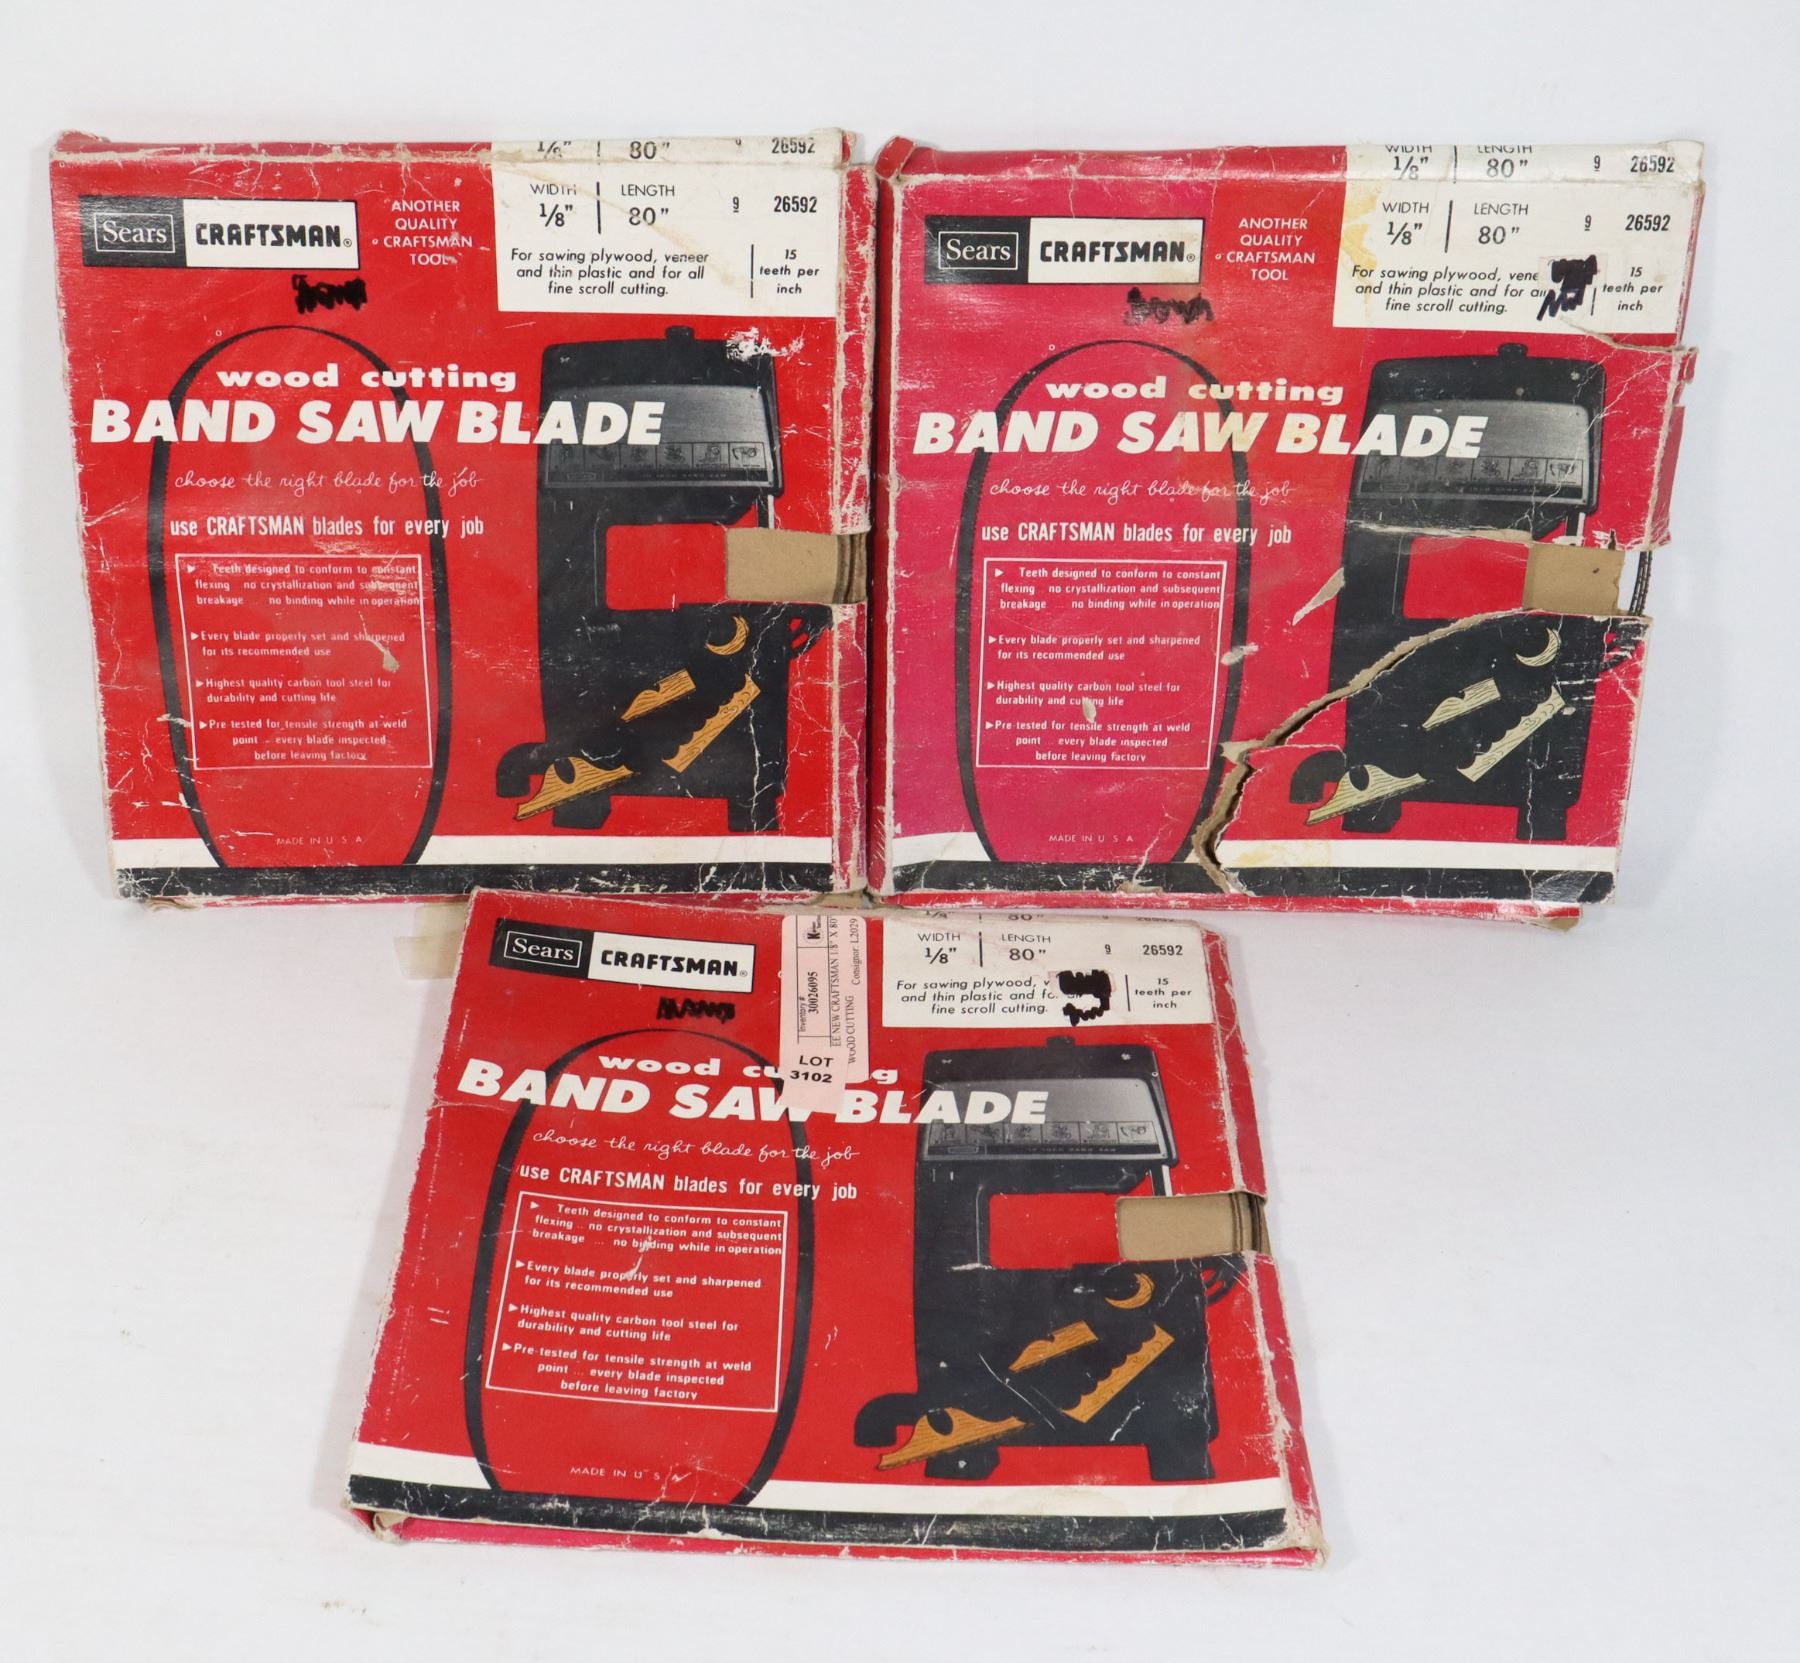 80"
26592
WIDTH
LENGTH
1/8"
80"
9
26592
Sears
CRAFTSMAN®
ANOTHER
QUALITY
CRAFTSMAN
TOOL
For sawing plywood, veneer
and thin plastic and for all
fine scroll cutting.
15
teeth per
inch
wood cutting
BAND SAW BLADE
choose the right blade for the job
use CRAFTSMAN blades for every job
▶ Teeth designed to conform to constant
flexing no crystallization and subsequent
breakage no binding while in operation
▶ Every blade properly set and sharpened
for its recommended use
▶ Highest quality carbon tool steel for
durability and cutting life
▶ Pre tested for tensile strength at weld
point .. every blade inspected
before leaving factory
MADE IN U S A
WIDTH
LENGTH
1/8"
80"
9
26592
WIDTH
LENGTH
1/8"
80"
9
26592
Sears
CRAFTSMAN®
ANOTHER
QUALITY
CRAFTSMAN
TOOL
For sawing plywood, vene
and thin plastic and for
fine scroll cutting.
15
teeth per
inch
wood cutting
BAND SAW BLADE
choose the right blade for the job
use CRAFTSMAN blades for every job
▶ Teeth designed to conform to constant
flexing no crystallization and subsequent
breakage no binding while in operation
▶ Every blade properly set and sharpened
for its recommended use
▶ Highest quality carbon tool steel for
durability and cutting life
▶ Pre tested for tensile strength at weld
point ... every blade inspected
before leaving factory
MADE IN U S A
80"
WIDTH
LENGTH
1/8"
80"
9
26592
Sears
CRAFTSMAN®
For sawing plywood, v
and thin plastic and
fine scroll cutting.
15
teeth per
inch
Inventory #
30026095
EE NEW CRAFTSMAN 1/8" X 80"
WOOD CUTTING
Consignor: L2029
LOT
3102
wood cu g
BAND SAW BLADE
choose the right blade for the job
use CRAFTSMAN blades for every job
▶ Teeth designed to conform to constant
flexing .. no crystallization and subsequent
breakage ... no binding while in operation
▶ Every blade properly set and sharpened
for its recommended use
▶ Highest quality carbon tool steel for
durability and cutting life
▶ Pre-tested for tensile strength at weld
point ... every blade inspected
before leaving factory
MADE IN U S A